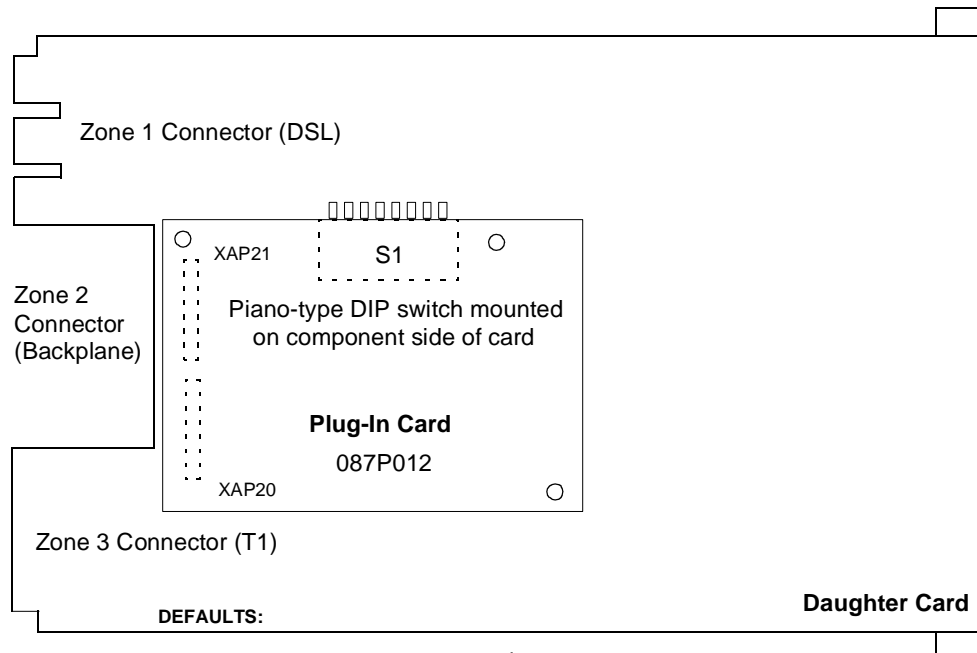 Zone 1 Connector (DSL)
XAP21
S1
Zone 2
Connector
(Backplane)
Piano-type DIP switch mounted
on component side of card
Plug-In Card
087P012
XAP20
Zone 3 Connector (T1)
Daughter Card
DEFAULTS: